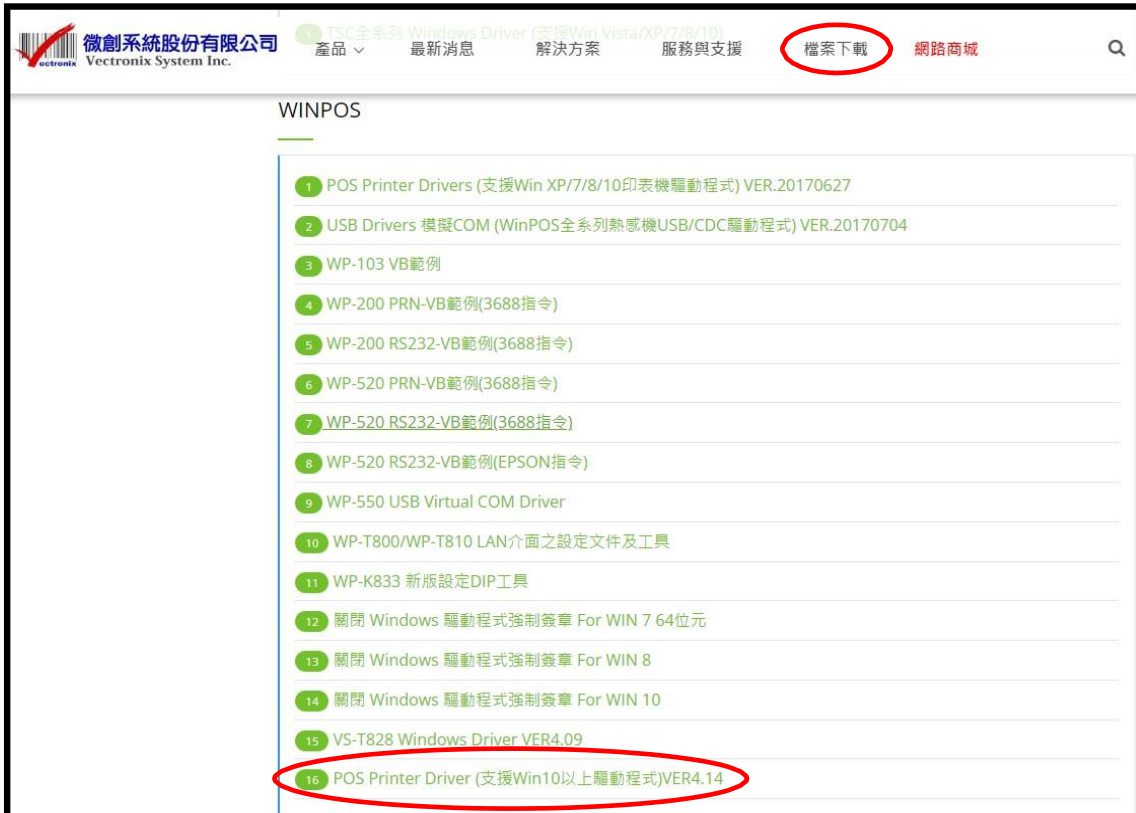 TSC全系列 Windows Driver (支援Win Vista/XP/7/8/10)
微創系統股份有限公司
Vectronix System Inc.
ectronix
產品 最新消息 解決方案 服務與支援 檔案下載 網路商城
WINPOS
1 POS Printer Drivers (支援Win XP/7/8/10印表機驅動程式) VER.20170627
2 USB Drivers 模擬COM (WinPOS全系列熱感機USB/CDC驅動程式) VER.20170704
3 WP-103 VB範例
4 WP-200 PRN-VB範例(3688指令)
5 WP-200 RS232-VB範例(3688指令)
6 WP-520 PRN-VB範例(3688指令)
7 WP-520 RS232-VB範例(3688指令)
8 WP-520 RS232-VB範例(EPSON指令)
9 WP-550 USB Virtual COM Driver
10 WP-T800/WP-T810 LAN介面之設定文件及工具
11 WP-K833 新版設定DIP工具
12 關閉 Windows 驅動程式強制簽章 For WIN 7 64位元
13 關閉 Windows 驅動程式強制簽章 For WIN 8
14 關閉 Windows 驅動程式強制簽章 For WIN 10
15 VS-T828 Windows Driver VER4.09
16 POS Printer Driver (支援Win10以上驅動程式)VER4.14